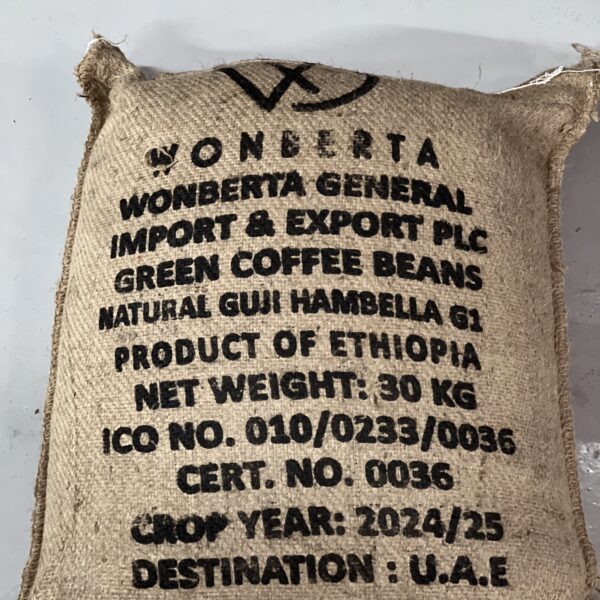 WONBERTA
WONBERTA GENERAL
IMPORT & EXPORT PLC
GREEN COFFEE BEANS
NATURAL GUJI HAMBELLA G1
PRODUCT OF ETHIOPIA
NET WEIGHT: 30 KG
ICO NO. 010/0233/0036
CERT. NO. 0036
CROP YEAR: 2024/25
DESTINATION : U.A.E